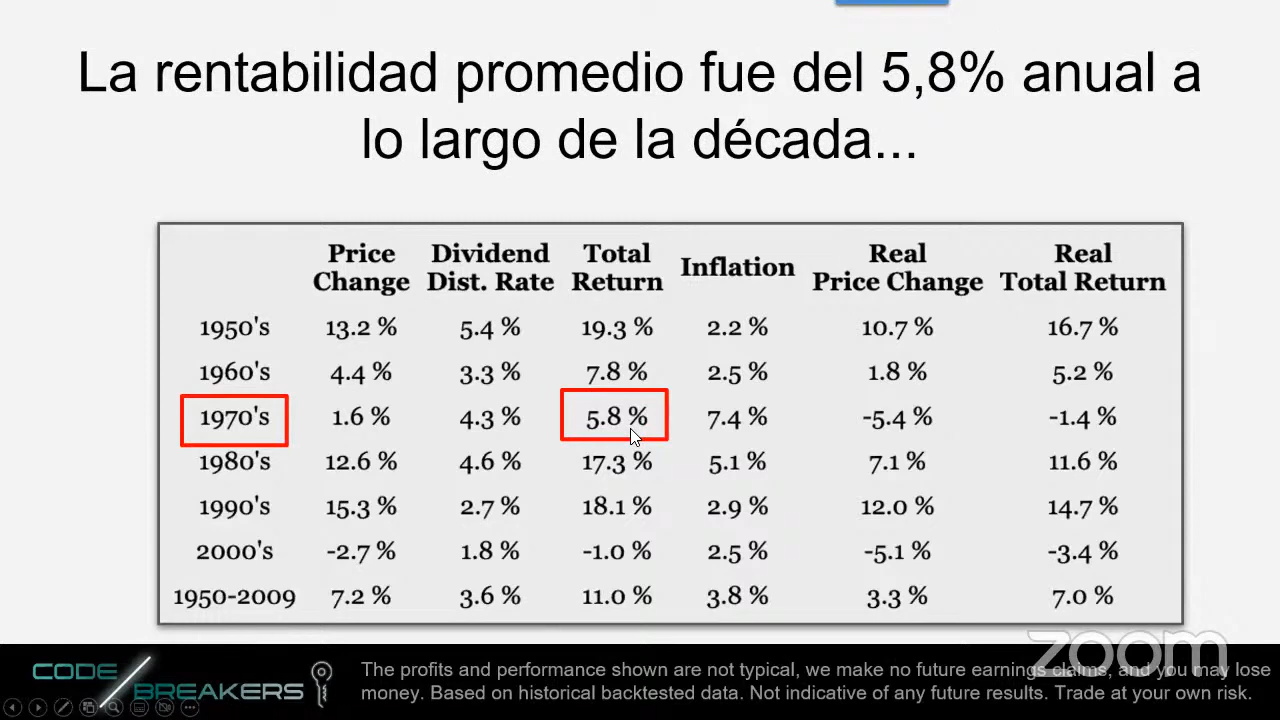 La rentabilidad promedio fue del 5,8% anual a
lo largo de la década...
Price Change Dividend Dist. Rate Total Return Inflation Real Price Change Real Total Return
1950's 13.2 % 5.4 % 19.3 % 2.2 % 10.7 % 16.7 %
1960's 4.4 % 3.3 % 7.8 % 2.5 % 1.8 % 5.2 %
1970's 1.6 % 4.3 % 5.8 % 7.4 % -5.4 % -1.4 %
1980's 12.6 % 4.6 % 17.3 % 5.1 % 7.1 % 11.6 %
1990's 15.3 % 2.7 % 18.1 % 2.9 % 12.0 % 14.7 %
2000's -2.7 % 1.8 % -1.0 % 2.5 % -5.1 % -3.4 %
1950-2009 7.2 % 3.6 % 11.0 % 3.8 % 3.3 % 7.0 %
zoom
CODE
BREAKERS
The profits and performance shown are not typical, we make no future earnings claims, and you may lose
money. Based on historical backtested data. Not indicative of any future results. Trade at your own risk.